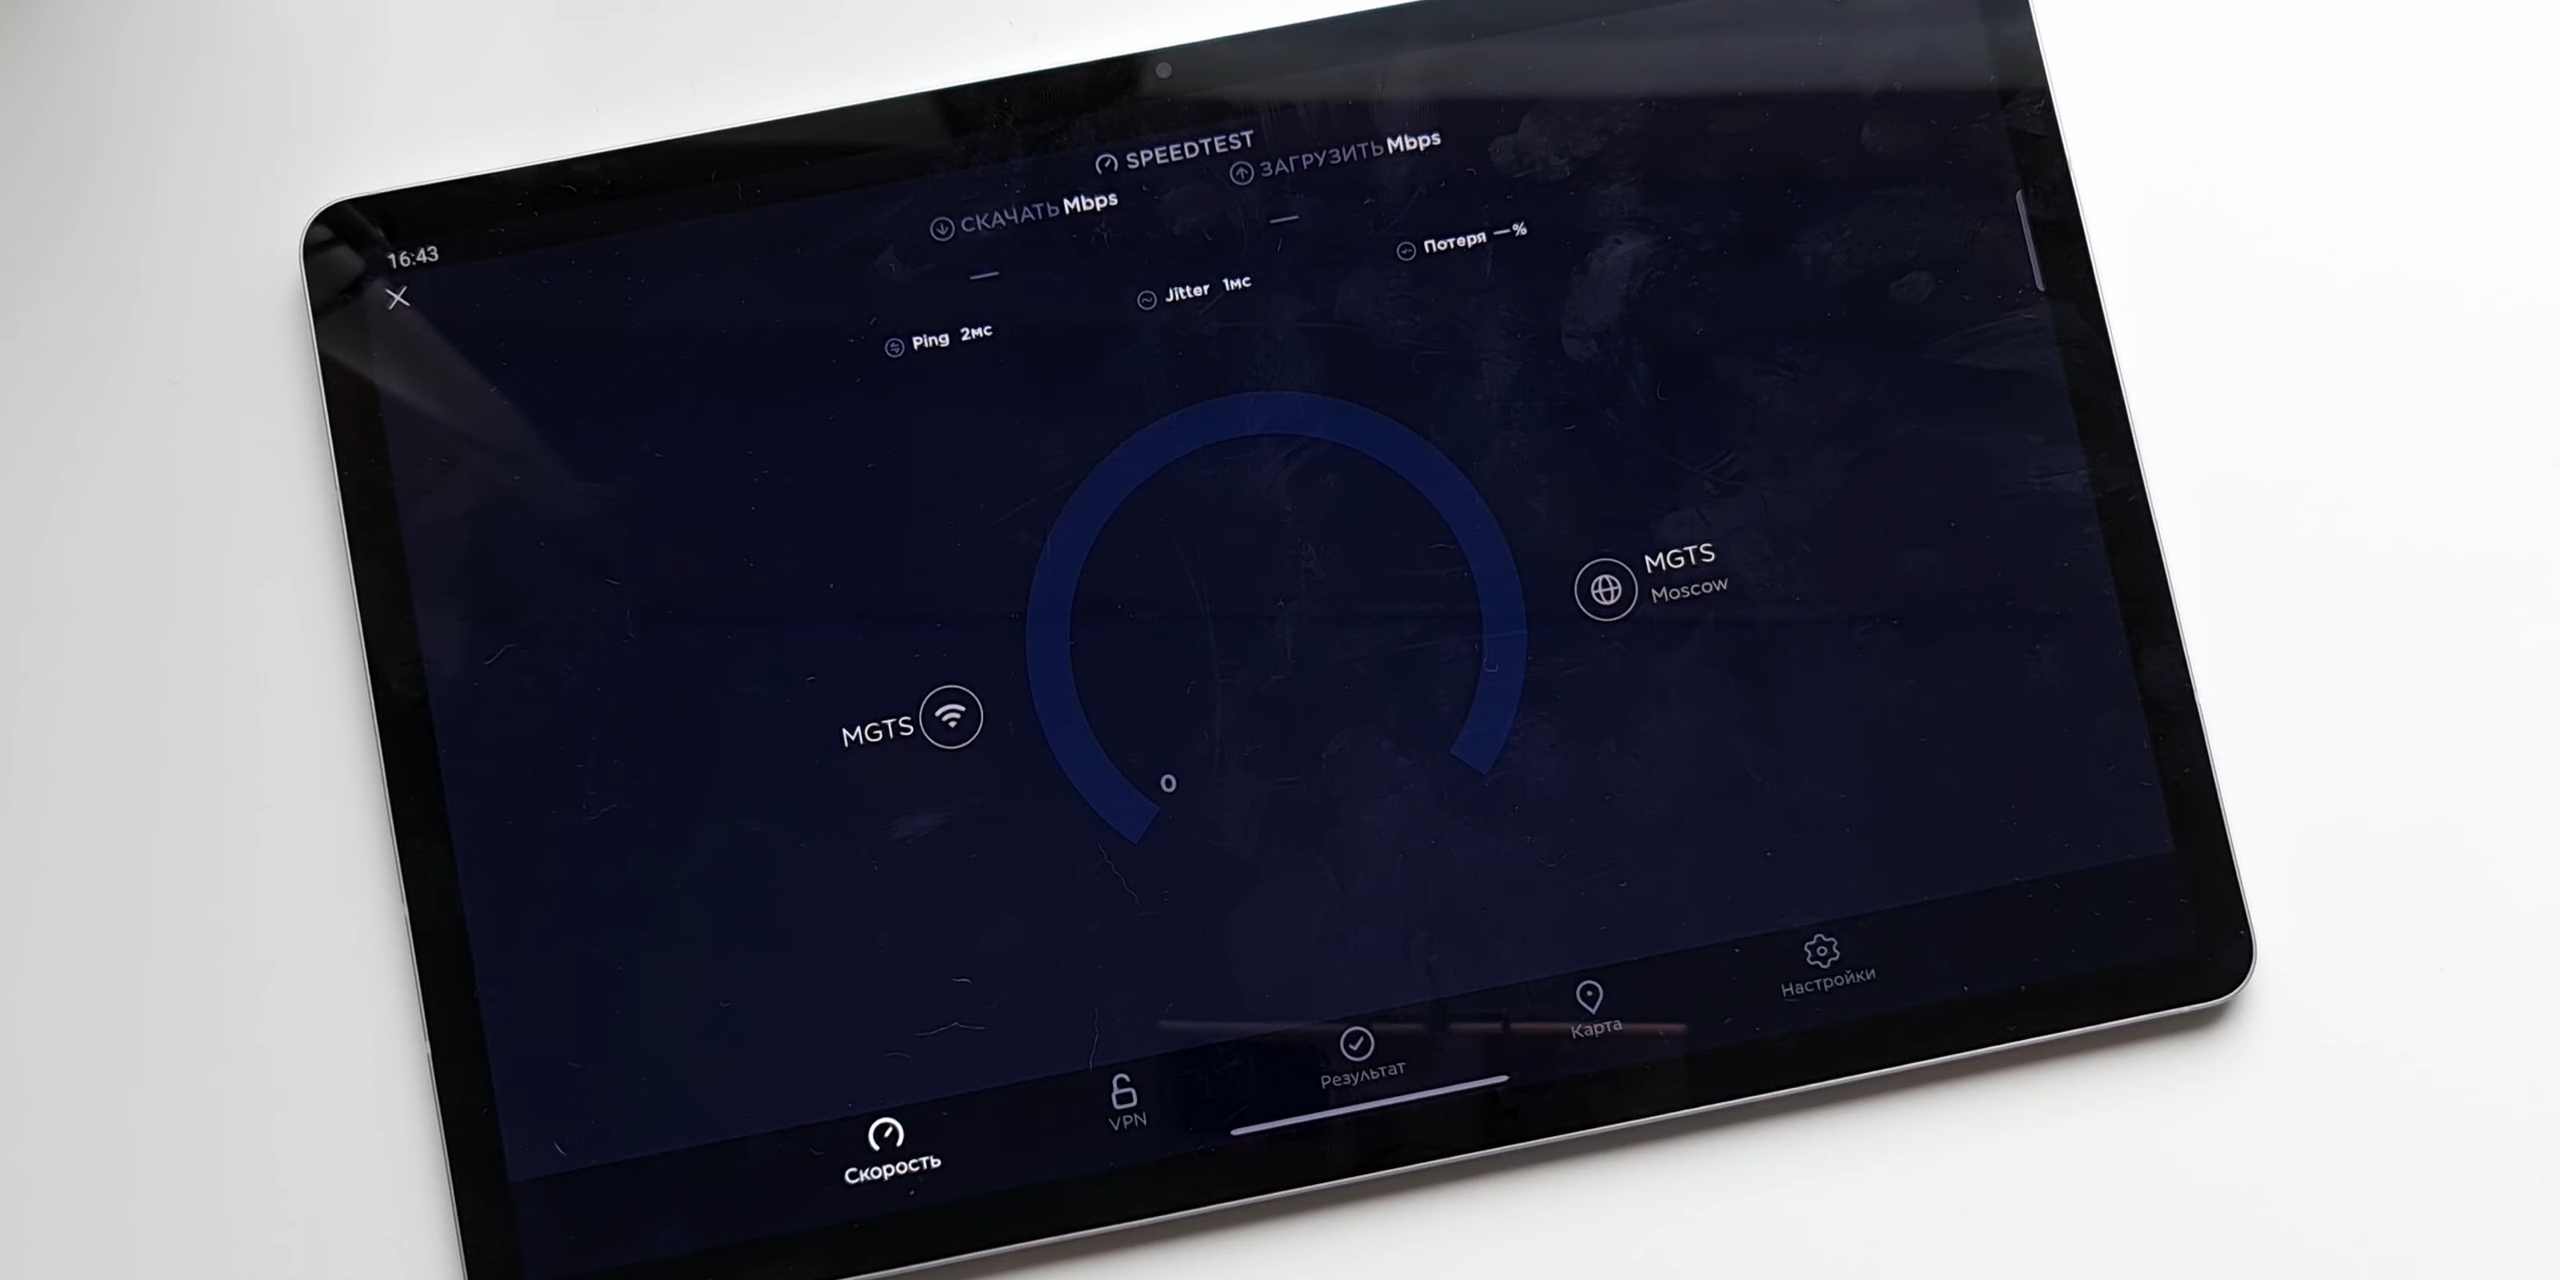 16:43
SPEEDTEST
СКАЧАТЬ Mbps
ЗАГРУЗИТЬ Mbps
—
—
Ping 2мс
Jitter 1мс
Потеря —%
MGTS
MGTS
Moscow
0
Скорость
VPN
Результат
Карта
Настройки